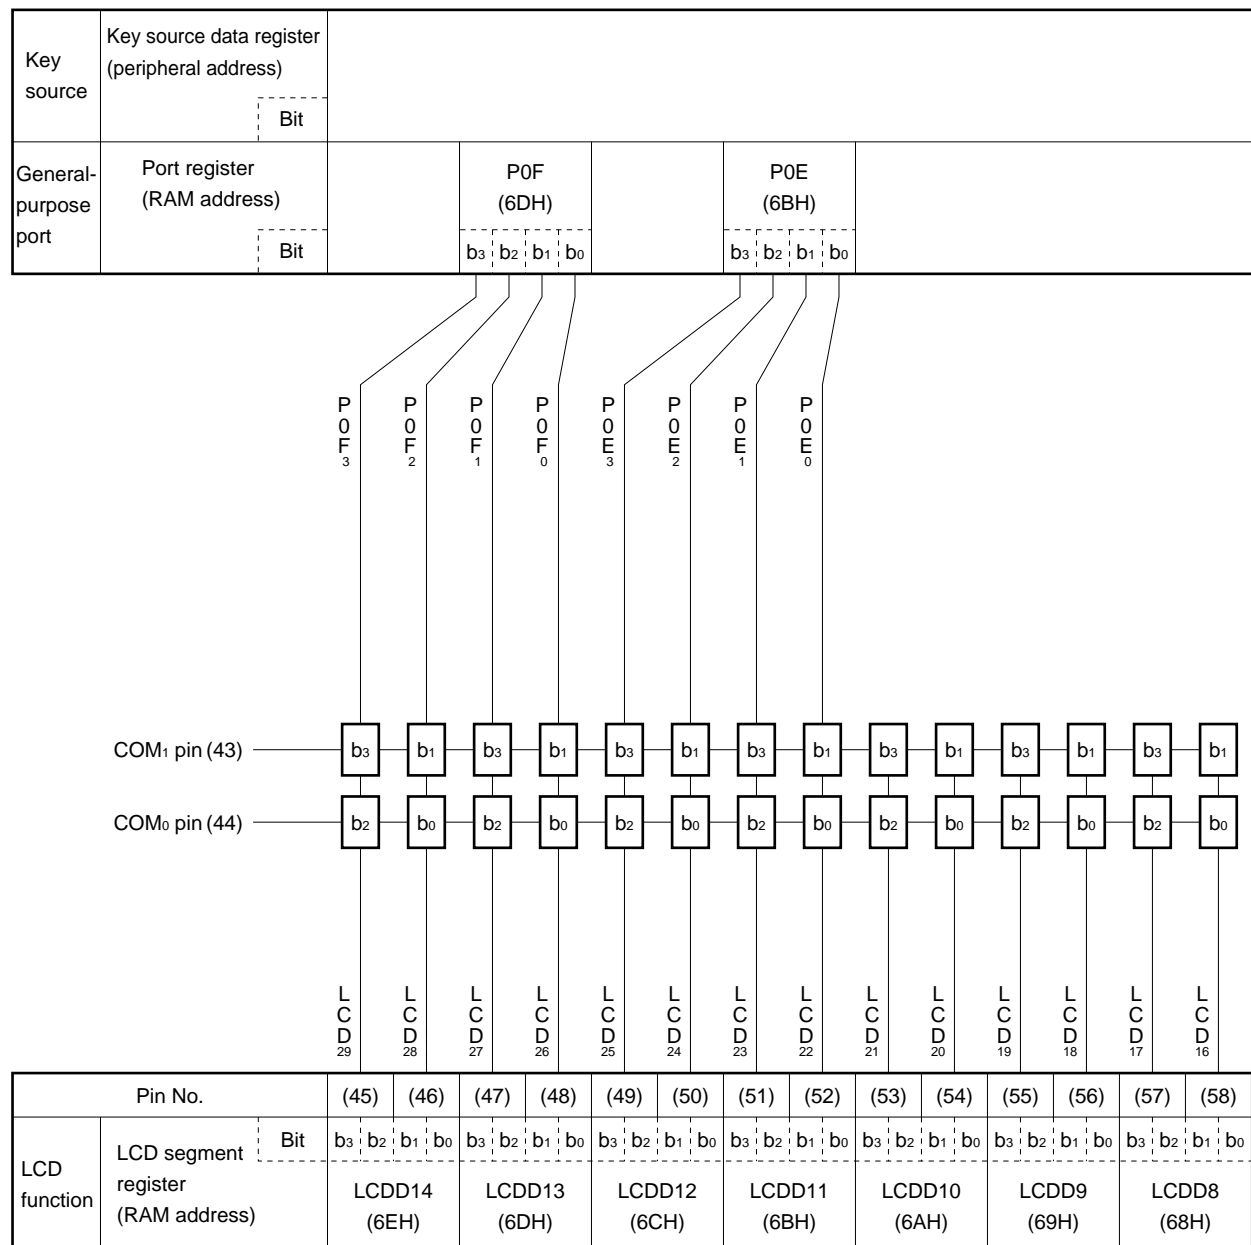 Key source
Key source data register
(peripheral address)
Bit
General-purpose port
Port register
(RAM address)
Bit
P0F
(6DH)
b3 b2 b1 b0
P0E
(6BH)
b3 b2 b1 b0
P0F3 P0F2 P0F1 P0F0 P0E3 P0E2 P0E1 P0E0
COM1 pin (43) b3 b1 b3 b1 b3 b1 b3 b1 b3 b1 b3 b1 b3 b1
COM0 pin (44) b2 b0 b2 b0 b2 b0 b2 b0 b2 b0 b2 b0 b2 b0
LCD29 LCD28 LCD27 LCD26 LCD25 LCD24 LCD23 LCD22 LCD21 LCD20 LCD19 LCD18 LCD17 LCD16
Pin No. (45) (46) (47) (48) (49) (50) (51) (52) (53) (54) (55) (56) (57) (58)
LCD function
LCD segment register
(RAM address)
Bit b3 b2 b1 b0 b3 b2 b1 b0 b3 b2 b1 b0 b3 b2 b1 b0 b3 b2 b1 b0 b3 b2 b1 b0 b3 b2 b1 b0
LCDD14 LCDD13 LCDD12 LCDD11 LCDD10 LCDD9 LCDD8
(6EH) (6DH) (6CH) (6BH) (6AH) (69H) (68H)